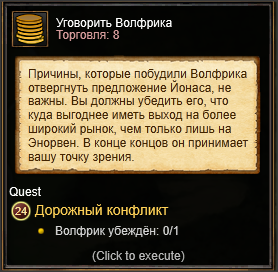 Уговорить Волфрика
Торговля: 8
Причины, которые побудили Волфрика
отвергнуть предложение Йонаса, не
важны. Вы должны убедить его, что
куда выгоднее иметь выход на более
широкий рынок, чем только лишь на
Энорвен. В конце концов он принимает
вашу точку зрения.
Quest
24 Дорожный конфликт
Волфрик убеждён: 0/1
(Click to execute)